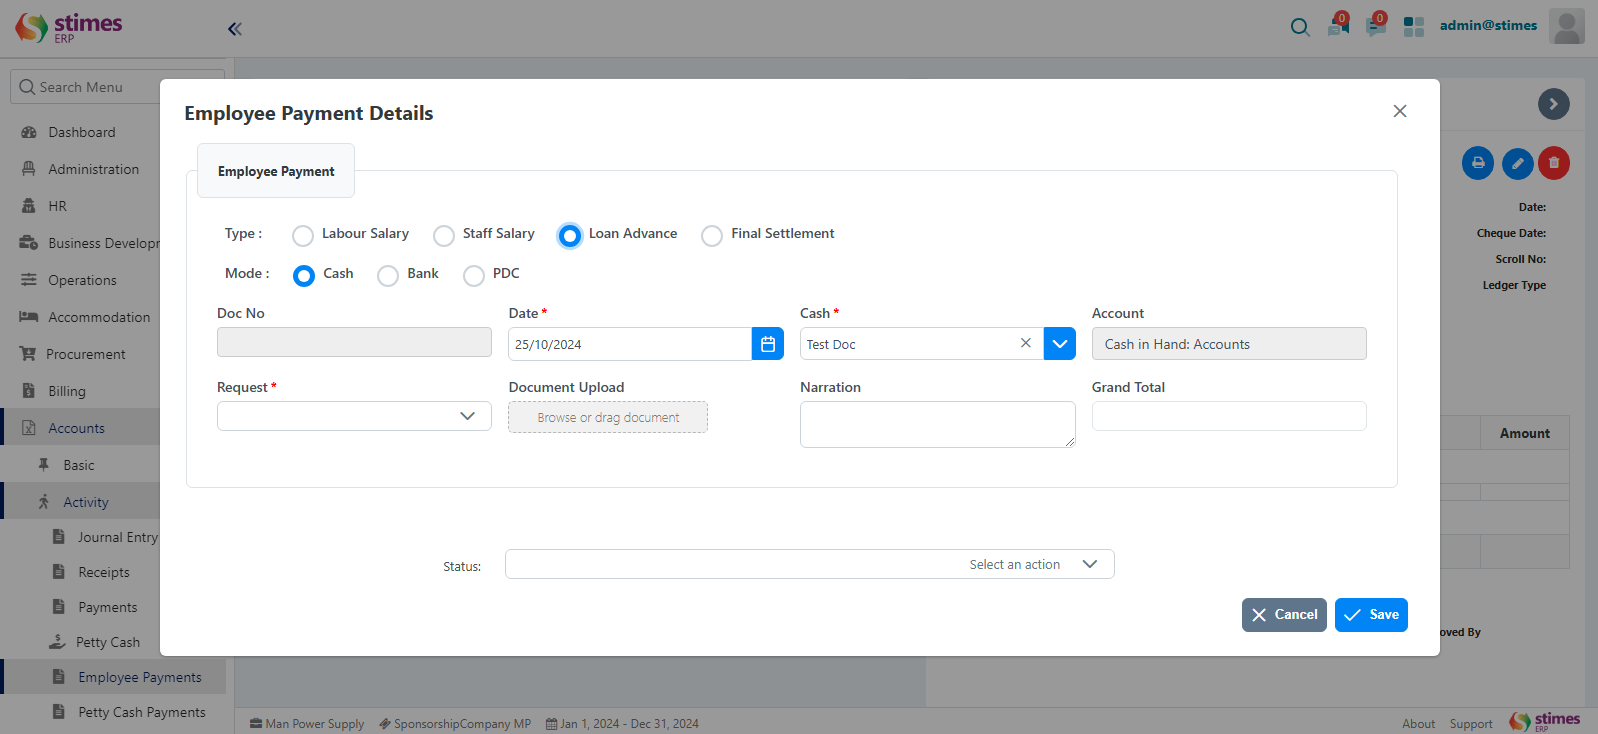 stimes
ERP
0
0
admin@stimes
Search Menu
Dashboard
Administration
HR
Business Develop
Operations
Accommodation
Procurement
Billing
Accounts
Basic
Activity
Journal Entry
Receipts
Payments
Petty Cash
Employee Payments
Petty Cash Payments
Employee Payment Details
Employee Payment
Type : Labour Salary Staff Salary Loan Advance Final Settlement
Mode : Cash Bank PDC
Doc No Date * Cash * Account
25/10/2024 Test Doc Cash in Hand: Accounts
Request * Document Upload Narration Grand Total
Browse or drag document
Status: Select an action
Cancel Save
Date:
Cheque Date:
Scroll No:
Ledger Type
Amount
oved By
Man Power Supply SponsorshipCompany MP Jan 1, 2024 - Dec 31, 2024
About Support stimes
ERP